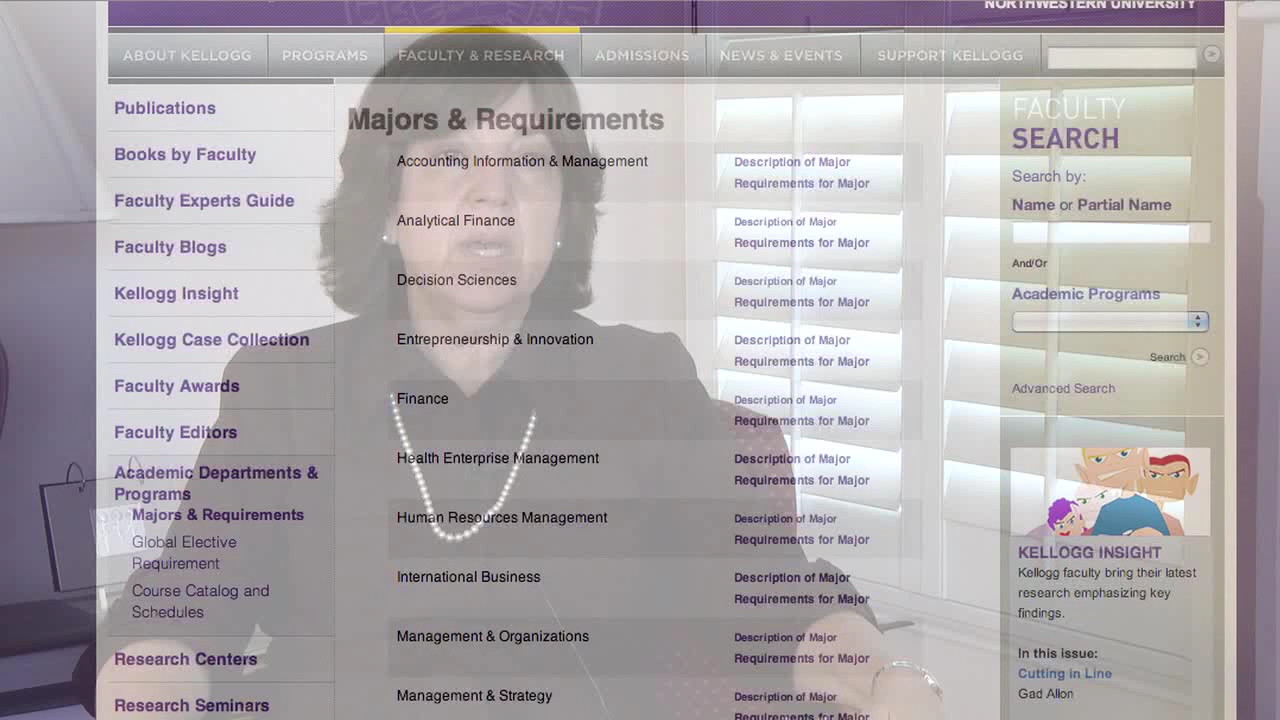 NORTHWESTERN UNIVERSITY
ABOUT KELLOGG
PROGRAMS
FACULTY & RESEARCH
ADMISSIONS
NEWS & EVENTS
SUPPORT KELLOGG
Publications
Books by Faculty
Faculty Experts Guide
Faculty Blogs
Kellogg Insight
Kellogg Case Collection
Faculty Awards
Faculty Editors
Academic Departments &
Programs
Majors & Requirements
Global Elective
Requirement
Course Catalog and
Schedules
Research Centers
Research Seminars
Majors & Requirements
Accounting Information & Management
Description of Major
Requirements for Major
Analytical Finance
Description of Major
Requirements for Major
Decision Sciences
Description of Major
Requirements for Major
Entrepreneurship & Innovation
Description of Major
Requirements for Major
Finance
Description of Major
Requirements for Major
Health Enterprise Management
Description of Major
Requirements for Major
Human Resources Management
Description of Major
Requirements for Major
International Business
Description of Major
Requirements for Major
Management & Organizations
Description of Major
Requirements for Major
Management & Strategy
Description of Major
Requirements for Major
FACULTY
SEARCH
Search by:
Name or Partial Name
And/Or
Academic Programs
Search
Advanced Search
KELLOGG INSIGHT
Kellogg faculty bring their latest
research emphasizing key
findings.
In this issue:
Cutting in Line
Gad Allon